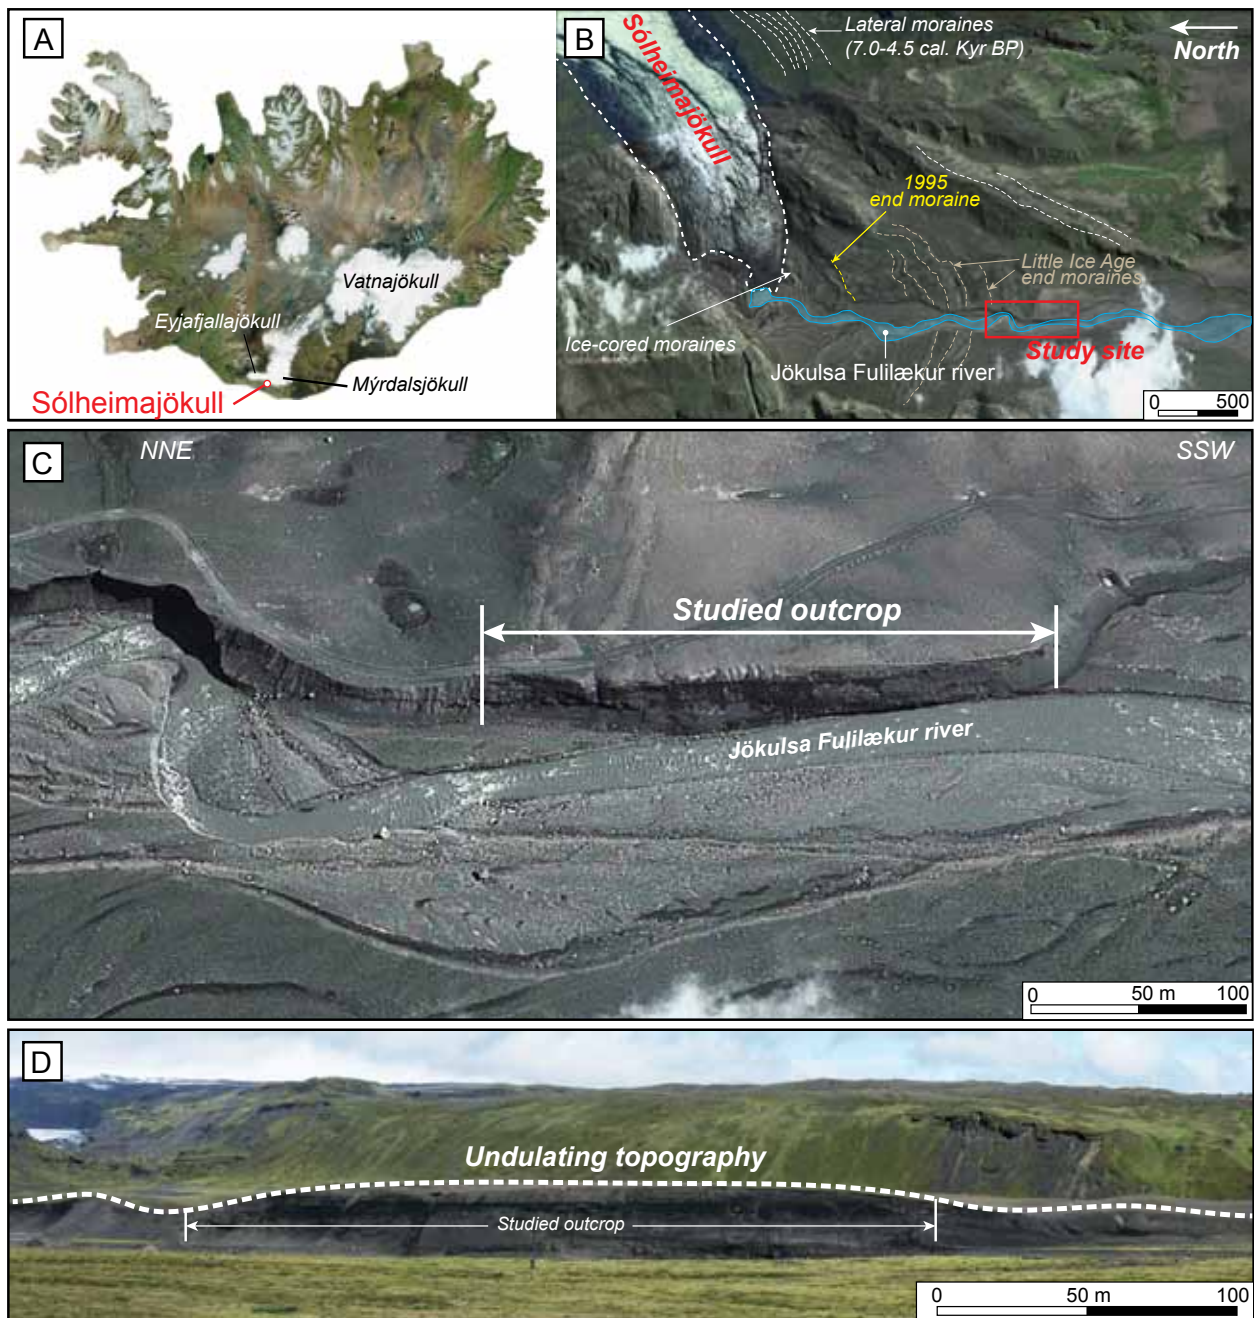 A
Vatnajökull
Eyjafjallajökull
Mýrdalsjökull
Sólheimajökull
B
Sólheimajökull
Lateral moraines
(7.0-4.5 cal. Kyr BP)
North
1995
end moraine
Little Ice Age
end moraines
Ice-cored moraines
Study site
Jökulsa Fulilækur river
0 500
C
NNE
SSW
Studied outcrop
Jökulsa Fulilækur river
0 50 m 100
D
Undulating topography
Studied outcrop
0 50 m 100